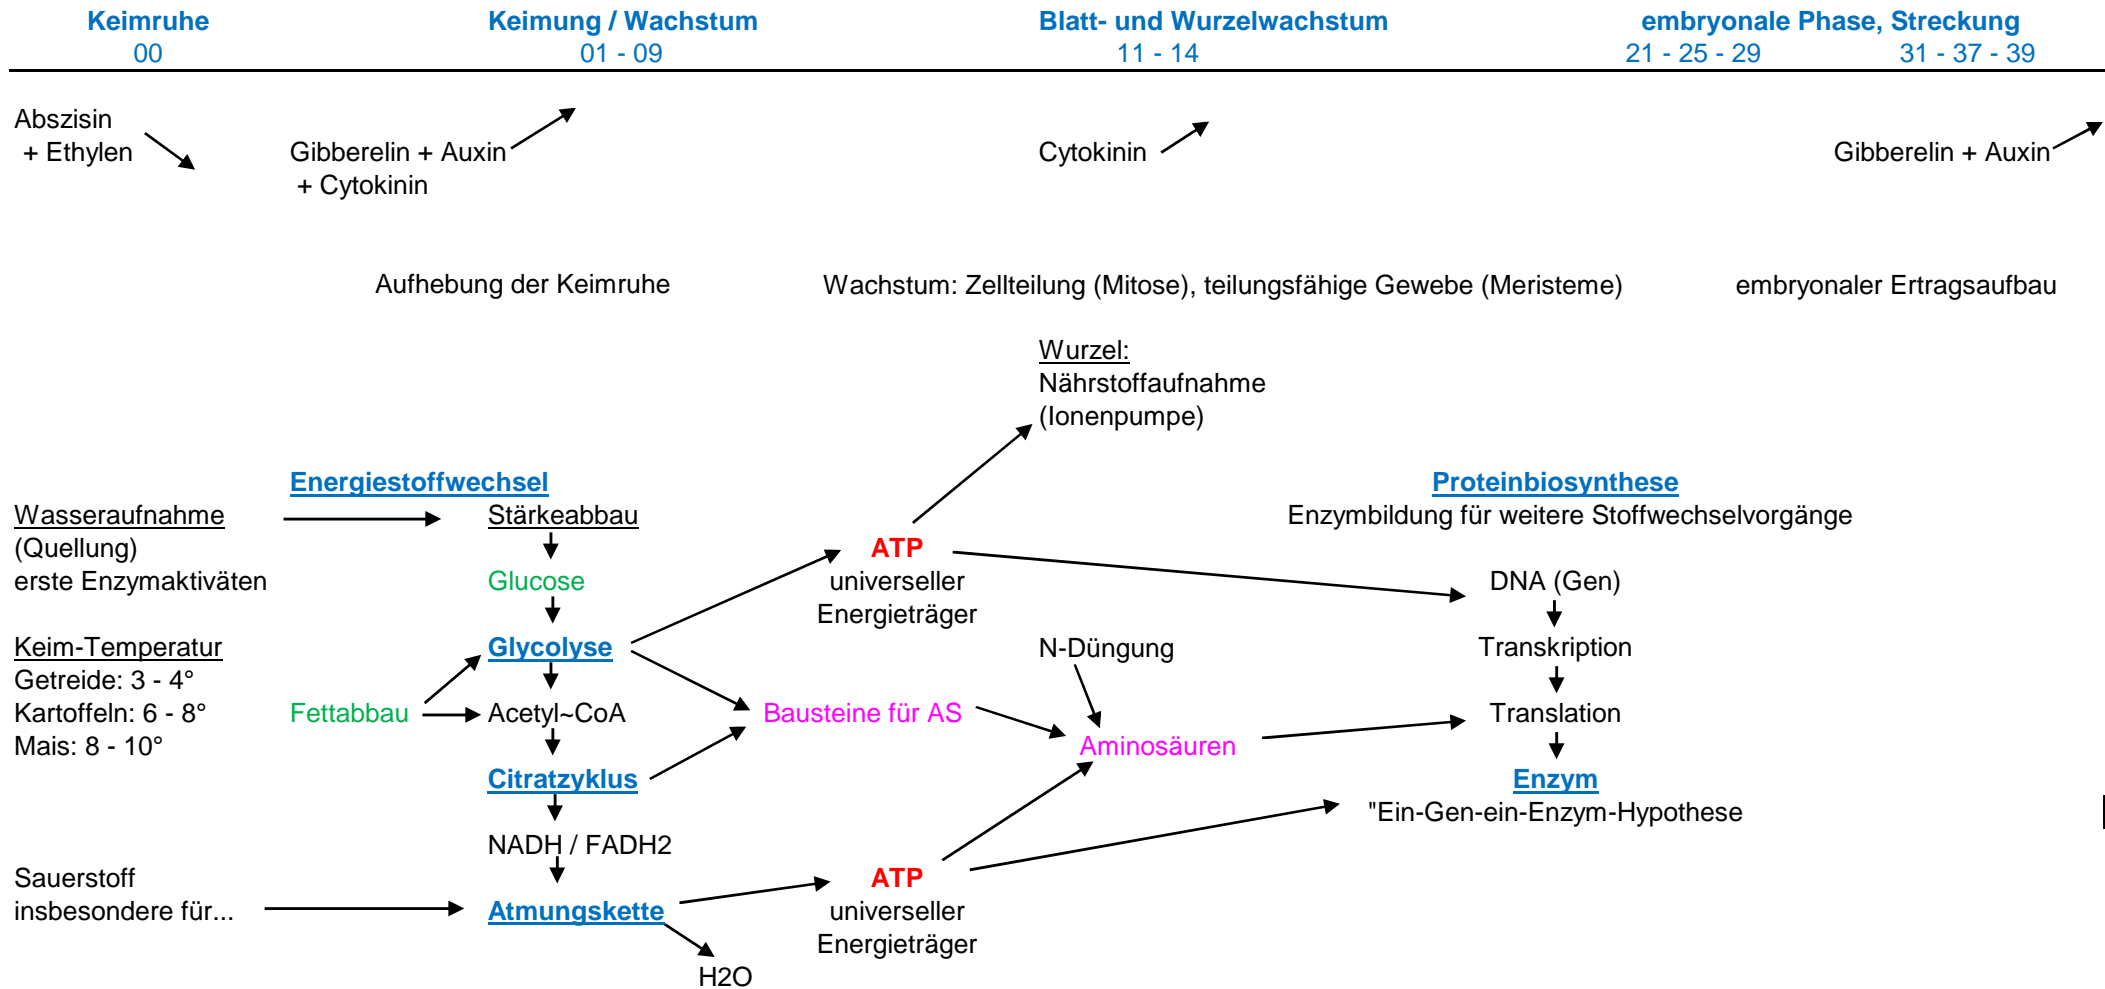 Keimruhe
Keimung / Wachstum
Blatt- und Wurzelwachstum
embryonale Phase, Streckung
00
01 - 09
11 - 14
21 - 25 - 29
31 - 37 - 39
Abszisin
+ Ethylen
Gibberelin + Auxin
+ Cytokinin
Cytokinin
Gibberelin + Auxin
Aufhebung der Keimruhe
Wachstum: Zellteilung (Mitose), teilungsfähige Gewebe (Meristeme)
embryonaler Ertragsaufbau
Wurzel:
Nährstoffaufnahme
(Ionenpumpe)
Energiestoffwechsel
Proteinbiosynthese
Wasseraufnahme
(Quellung)
erste Enzymaktiväten
Stärkeabbau
Enzymbildung für weitere Stoffwechselvorgänge
ATP
universeller
Energieträger
Glucose
DNA (Gen)
Keim-Temperatur
Getreide: 3 - 4°
Kartoffeln: 6 - 8°
Mais: 8 - 10°
Glycolyse
N-Düngung
Transkription
Fettabbau
Acetyl~CoA
Bausteine für AS
Aminosäuren
Translation
Citratzyklus
Enzym
"Ein-Gen-ein-Enzym-Hypothese
NADH / FADH2
Sauerstoff
insbesondere für...
Atmungskette
ATP
universeller
Energieträger
H2O